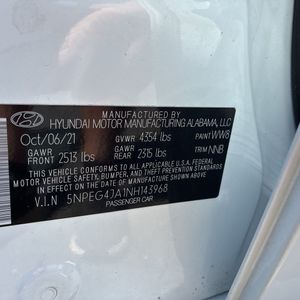 MANUFACTURED BY
HYUNDAI MOTOR MANUFACTURING ALABAMA, LLC
Oct/06/21 GVWR 4354 lbs PAINT WW8
GAWR FRONT 2513 lbs GAWR REAR 2315 lbs TRIM NNB
THIS VEHICLE CONFORMS TO ALL APPLICABLE FEDERAL
MOTOR VEHICLE SAFETY, BUMPER, AND THEFT PREVENTION
STANDARDS IN EFFECT ON THE DATE OF MANUFACTURE SHOWN ABOVE.
V.I.N 5NPEG4JA1NH143968
PASSENGER CAR